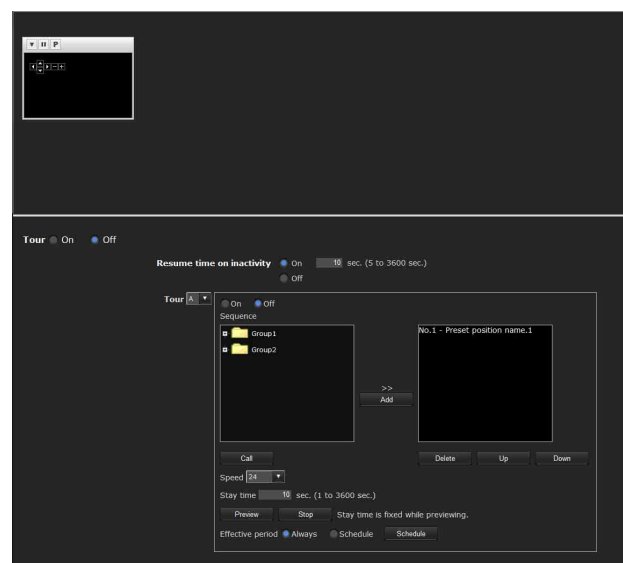 P
Tour On Off
Resume time on inactivity On 10 sec. (5 to 3600 sec.)
Off
Tour A
On Off
Sequence
Group1
Group2
No.1 - Preset position name.1
>>
Add
Call Delete Up Down
Speed 24
Stay time 10 sec. (1 to 3600 sec.)
Preview Stop Stay time is fixed while previewing.
Effective period Always Schedule Schedule